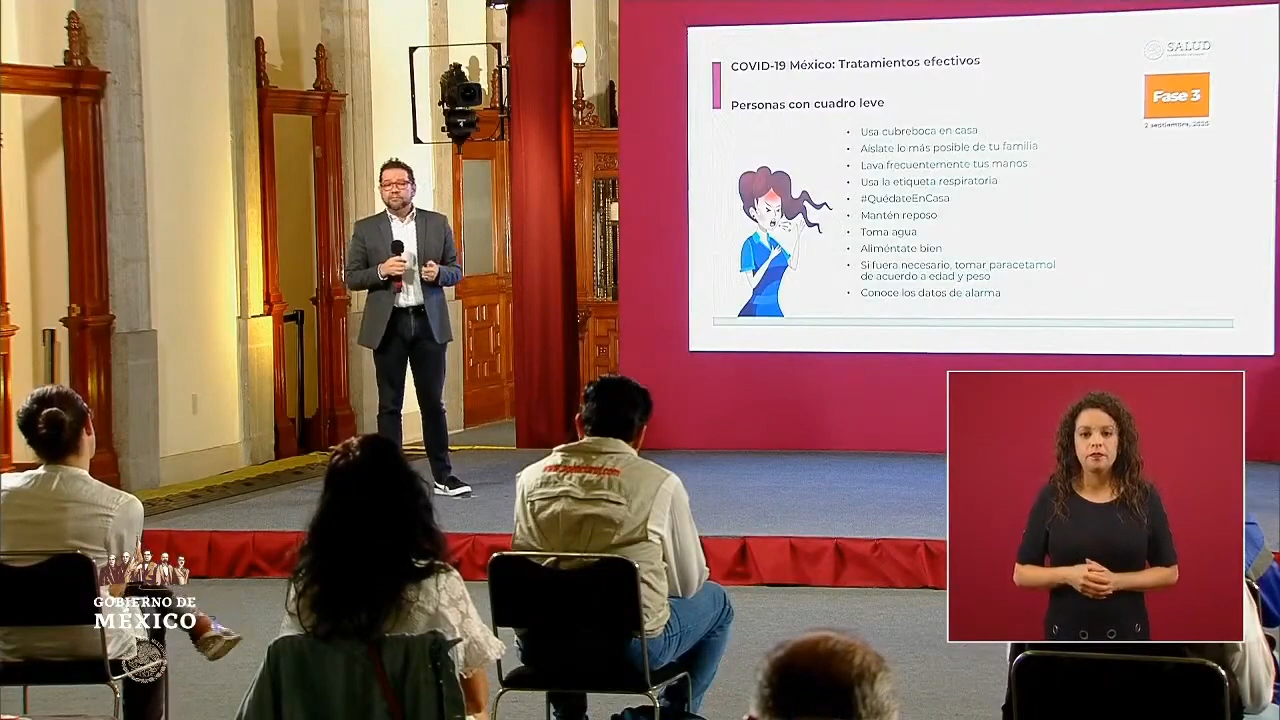 COVID-19 México: Tratamientos efectivos
SALUD
Fase 3
2 septiembre, 2020
Personas con cuadro leve
• Usa cubreboca en casa
• Aíslate lo más posible de tu familia
• Lava frecuentemente tus manos
• Usa la etiqueta respiratoria
• #QuédateEnCasa
• Mantén reposo
• Toma agua
• Aliméntate bien
• Si fuera necesario, tomar paracetamol
de acuerdo a edad y peso
• Conoce los datos de alarma
GOBIERNO DE
MÉXICO